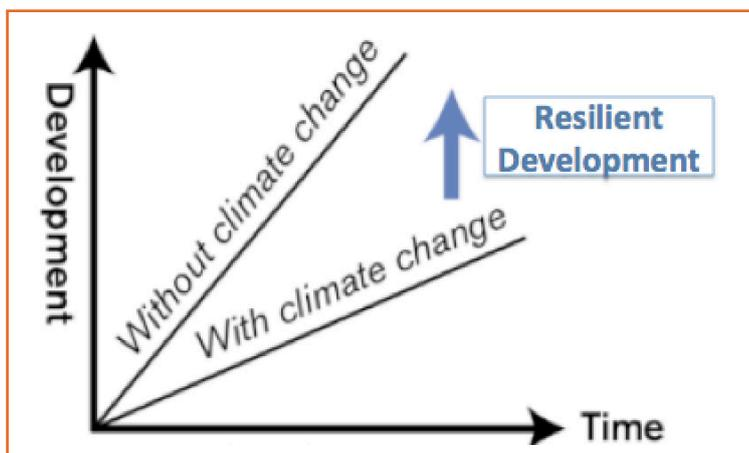 Development
Without climate change
With climate change
Resilient
Development
Time